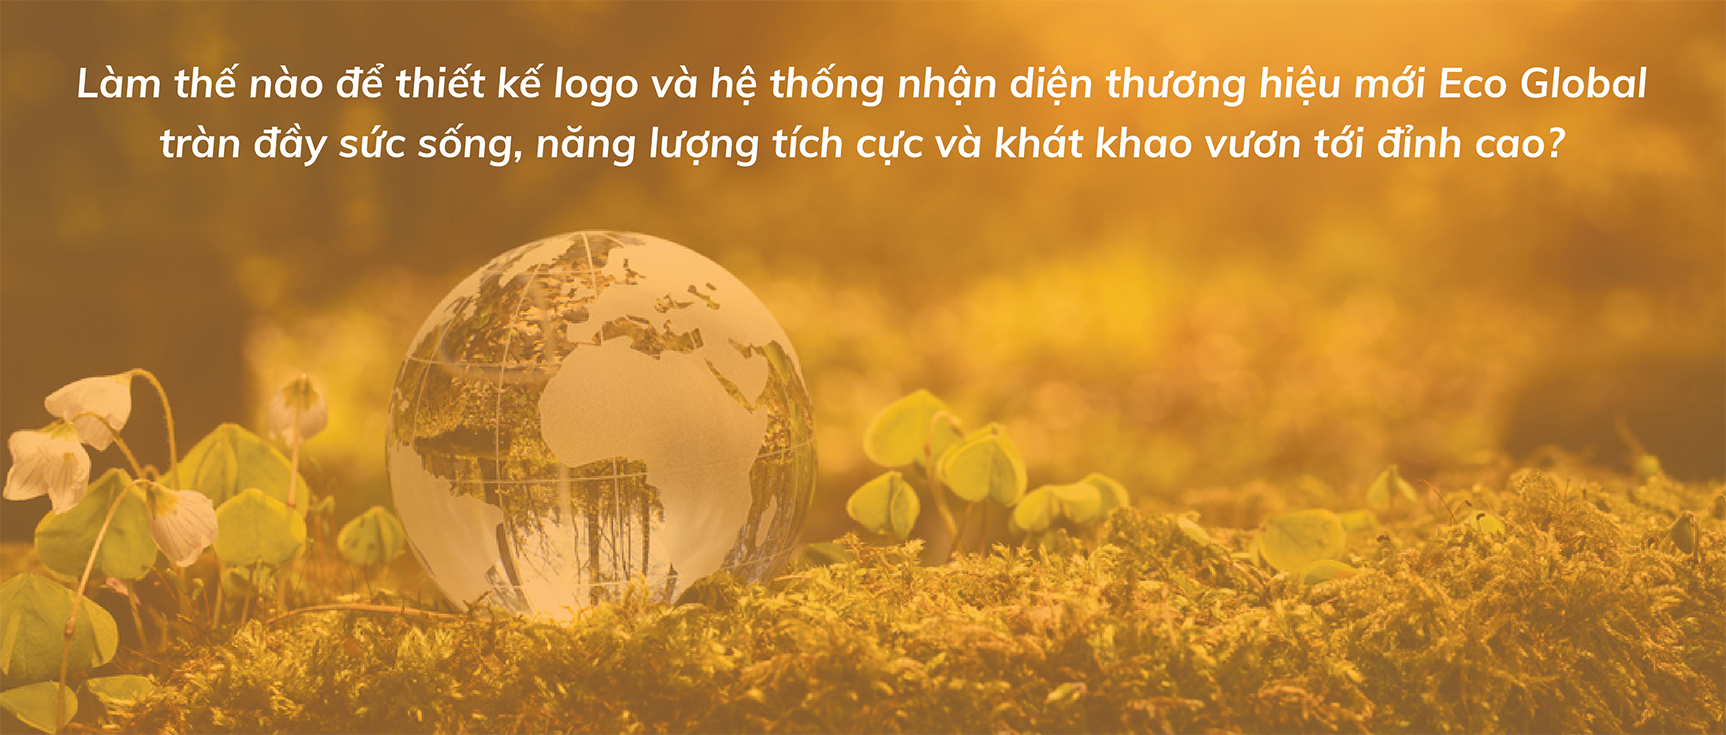 Làm thế nào để thiết kế logo và hệ thống nhận diện thương hiệu mới Eco Global
tràn đầy sức sống, năng lượng tích cực và khát khao vươn tới đỉnh cao?